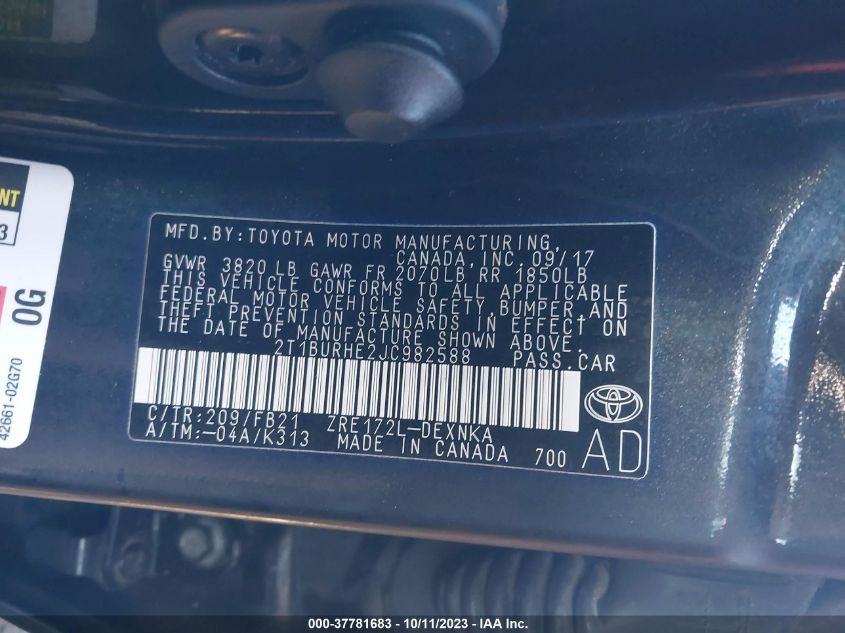 NT
3
0G
42661-02G70
MFD.BY:TOYOTA MOTOR MANUFACTURING,
CANADA,INC.09/17
GVWR 3820 LB GAWR FR 2070LB,RR 1850LB
THIS VEHICLE CONFORMS TO ALL APPLICABLE
FEDERAL MOTOR VEHICLE SAFETY,BUMPER,AND
THEFT PREVENTION STANDARDS IN EFFECT ON
THE DATE OF MANUFACTURE SHOWN ABOVE.
2T1BURHE2JC982588 PASS.CAR
C/TR:209/FB21 ZRE172L-DEXNKA
A/TM:-04A/K313 MADE IN CANADA 700 AD
000-37781683 / 10/11/2023 - IAA Inc.